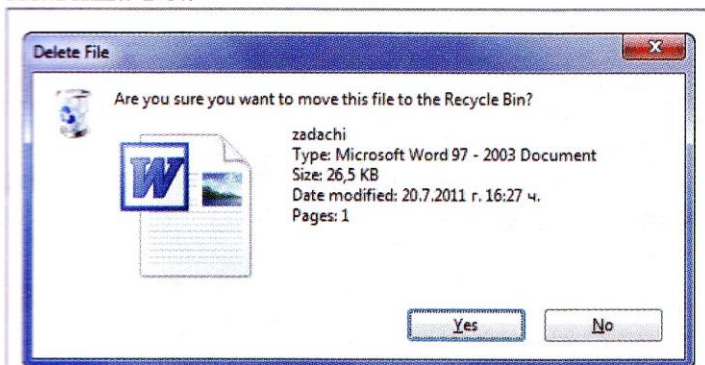 Delete File
Are you sure you want to move this file to the Recycle Bin?
zadachi
Type: Microsoft Word 97 - 2003 Document
Size: 26,5 KB
Date modified: 20.7.2011 г. 16:27 ч.
Pages: 1
W
Yes
No